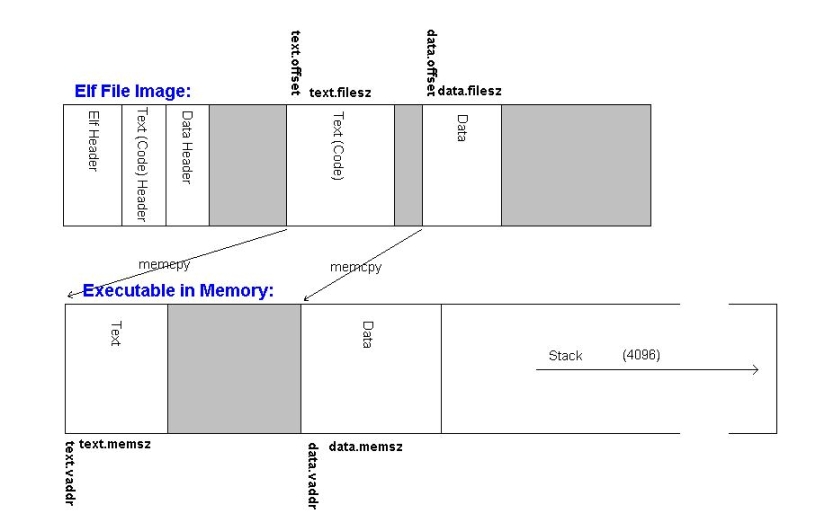 text.offset
data.offset
Elf File Image:
text.filesz
data.filesz
Elf Header
Text (Code) Header
Data Header
Text (Code)
Data
memcpy
memcpy
Executable in Memory:
Text
Data
Stack (4096)
text.vaddr
text.memsz
data.vaddr
data.memsz